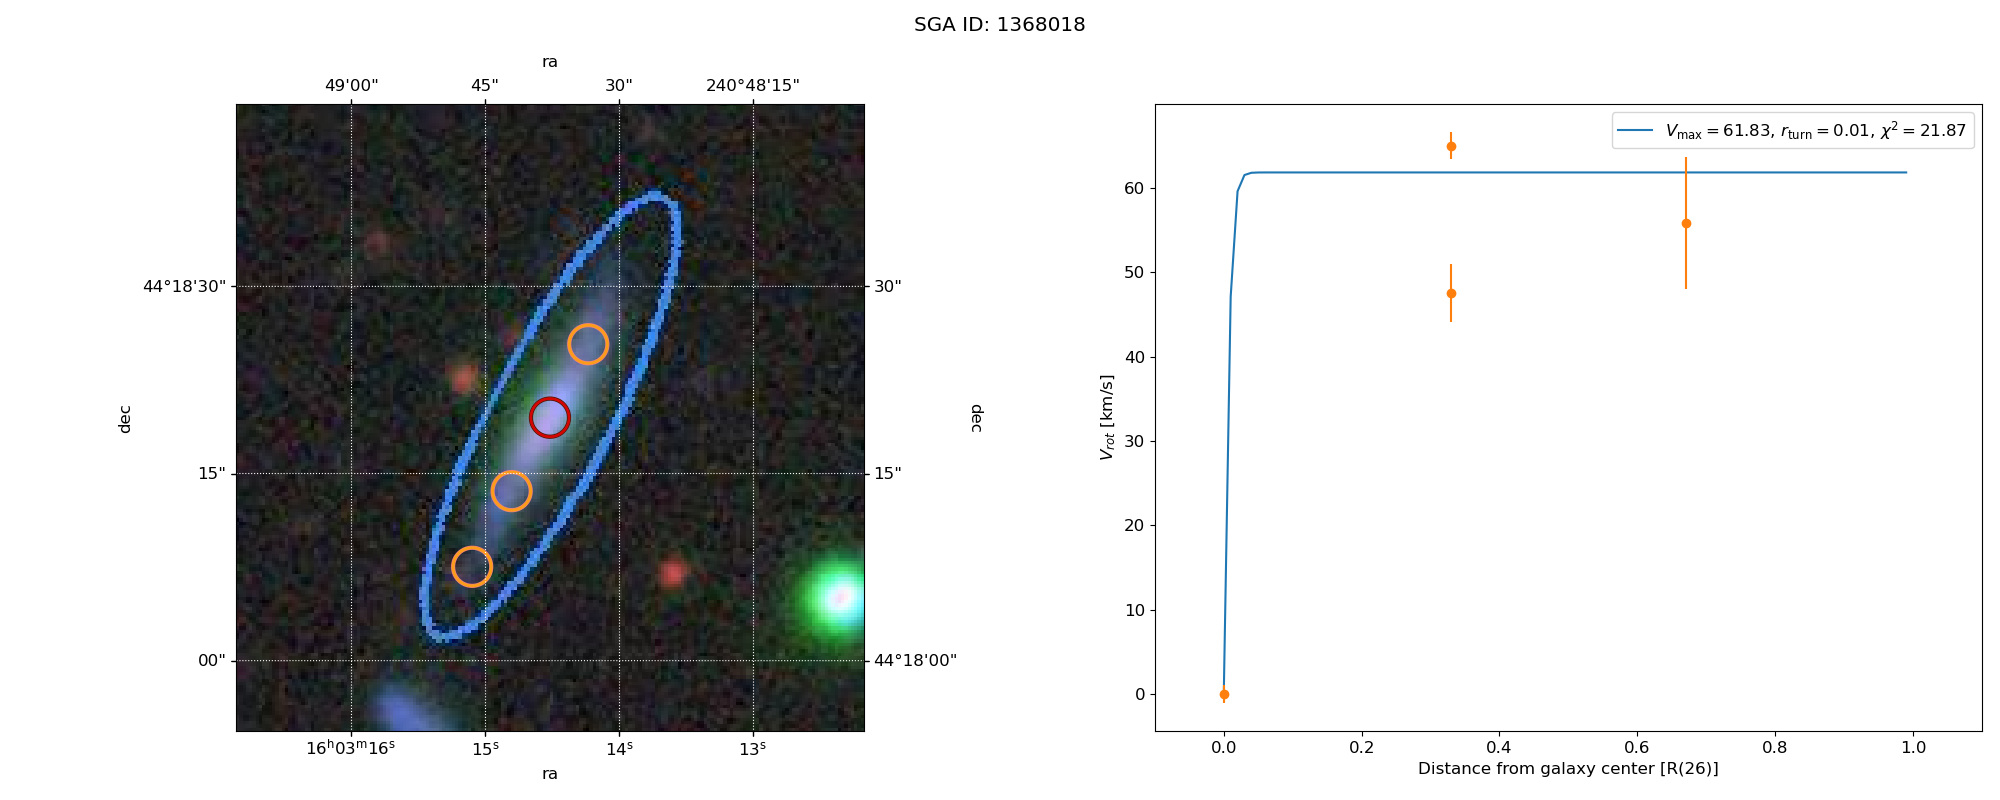 SGA ID: 1368018
ra
49'00" 45" 30" 240°48'15"
dec
44°18'30"
15"
00"
30"
15"
44°18'00"
dec
16ʰ03ᵐ16ˢ 15ˢ 14ˢ 13ˢ
ra
V_rot [km/s]
60
50
40
30
20
10
0
V_max = 61.83, r_turn = 0.01, χ² = 21.87
0.0 0.2 0.4 0.6 0.8 1.0
Distance from galaxy center [R(26)]